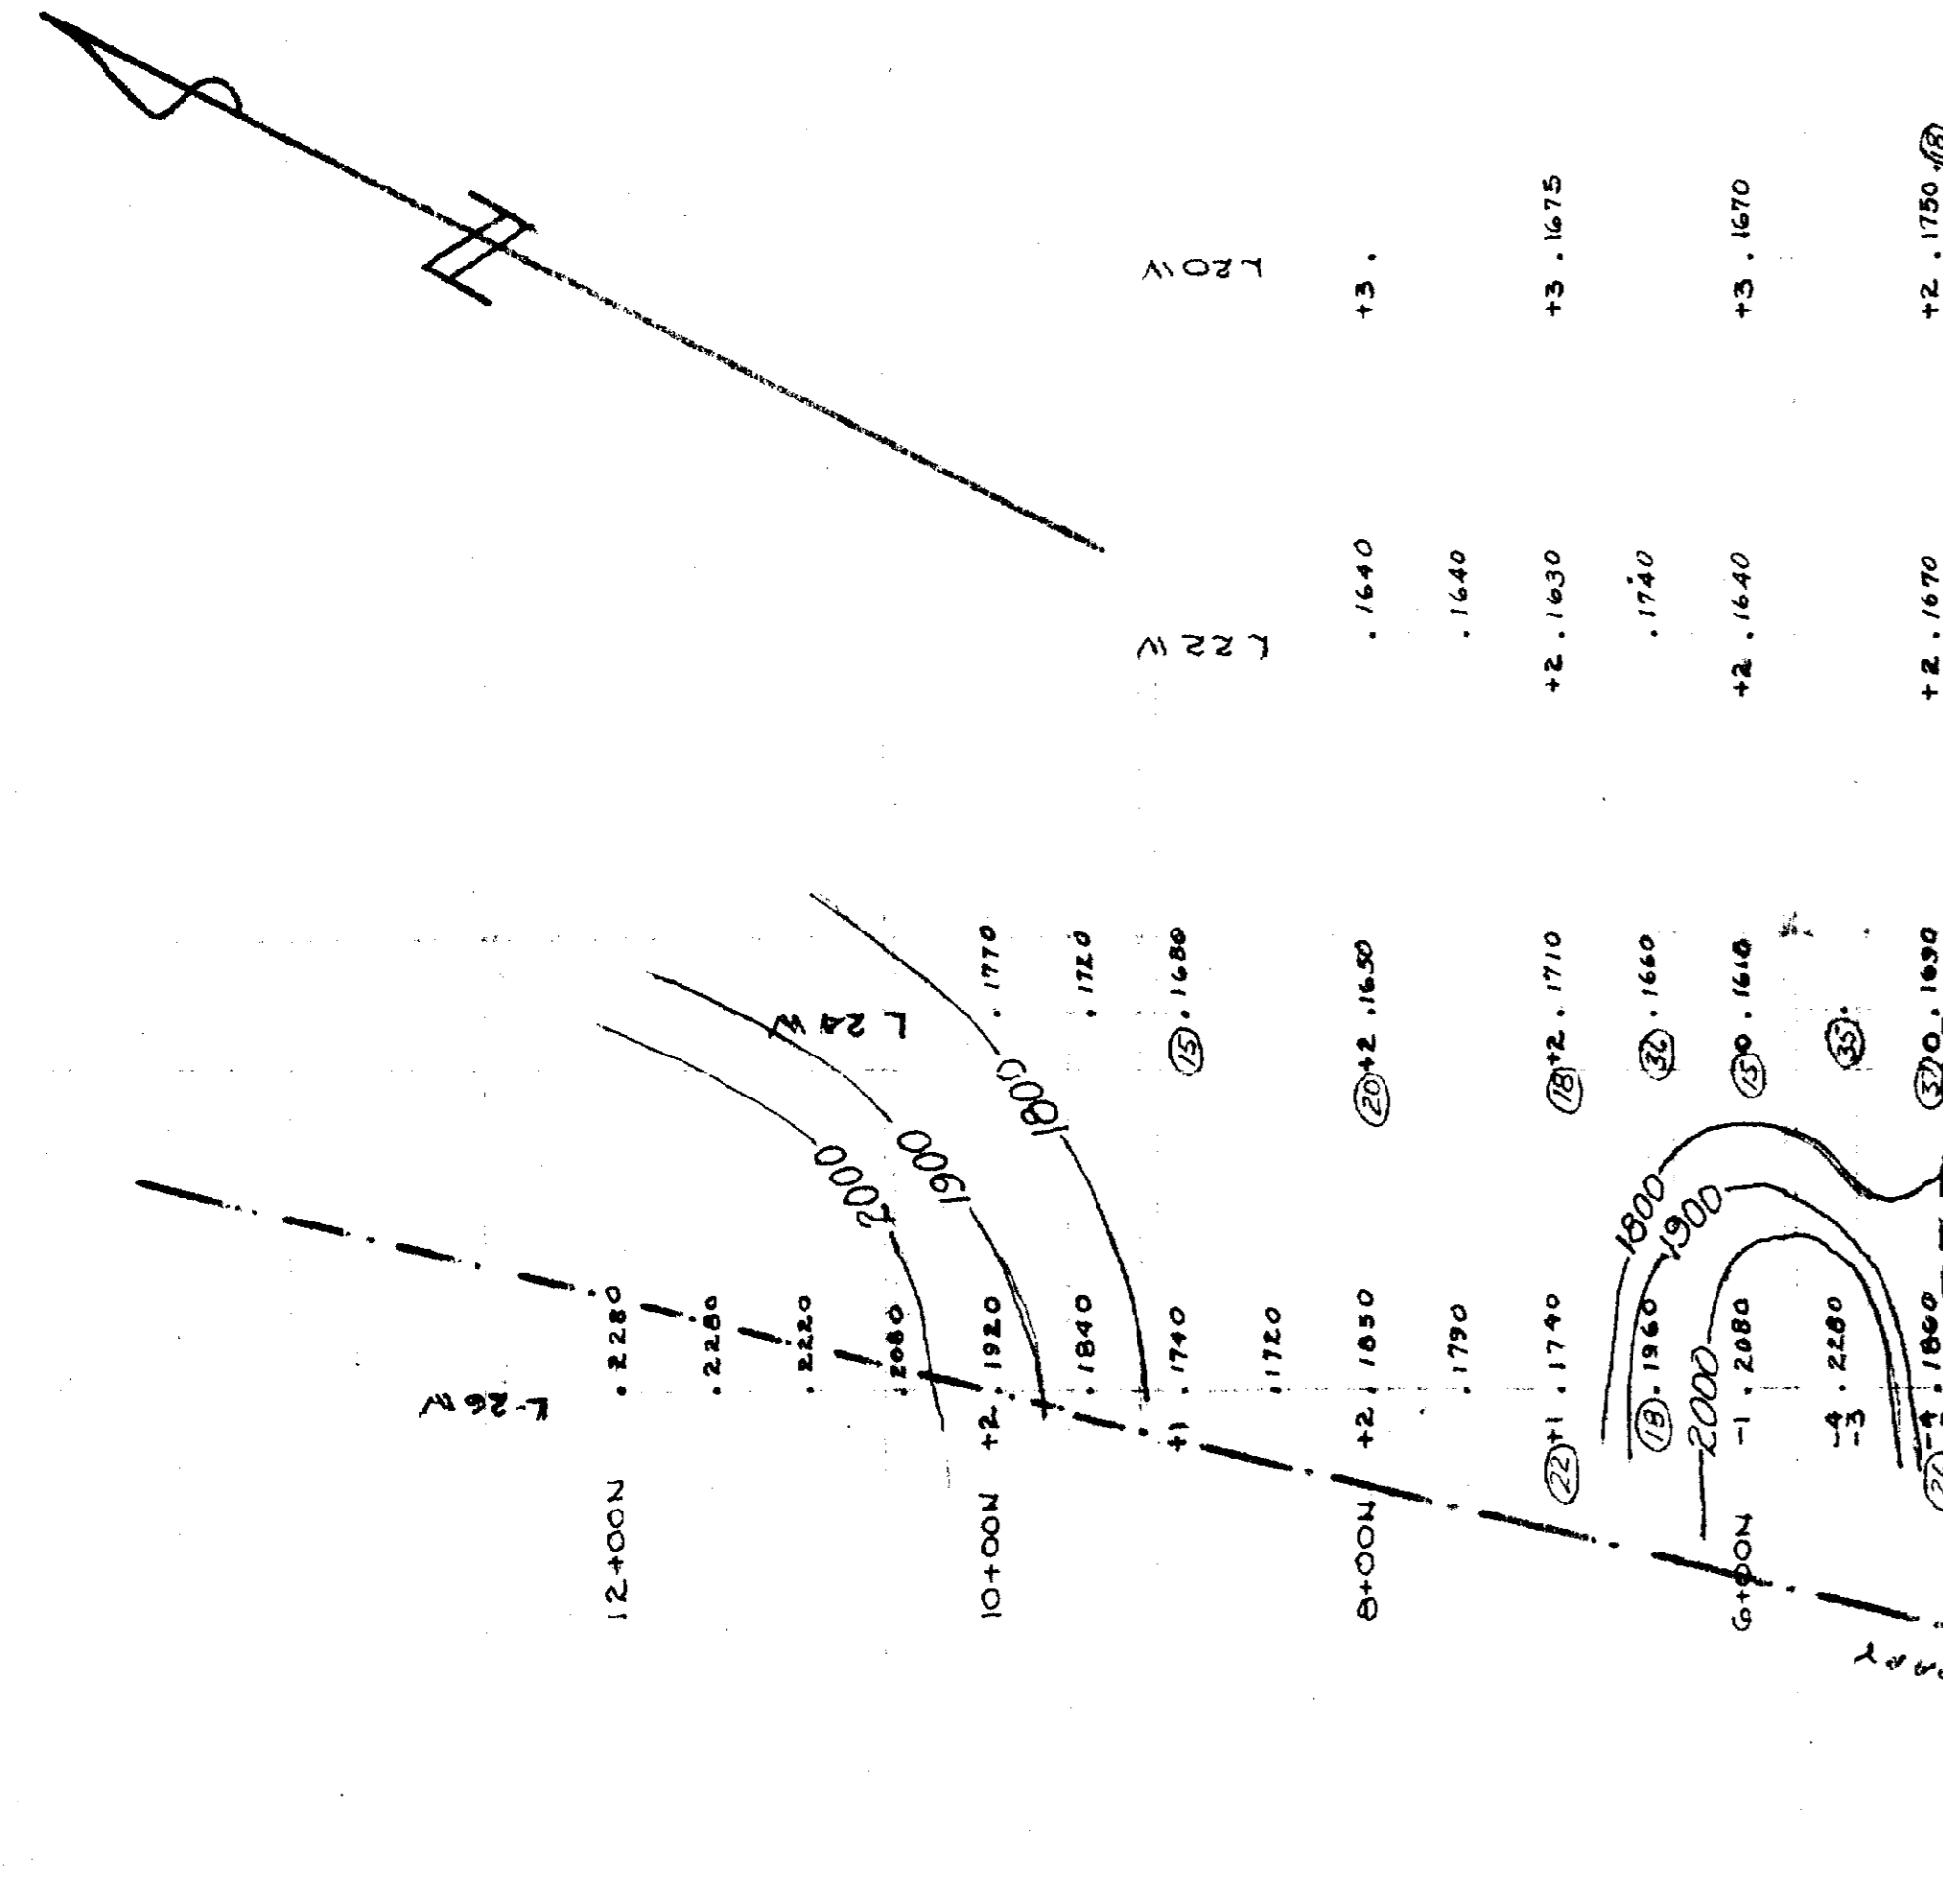 N
L20W
+3 .
+3 . 1675
+3 . 1670
+2 . 1750 (18)
L22W
. 1640
. 1640
+2 . 1630
. 1740
+2 . 1640
+2 . 1670
L24W
. 1770
. 1720
(15) . 1680
(20) +2 . 1650
(18) +2 . 1710
. 1660
(15) 0 . 1610
(35) .
0 . 1690
2000
1900
1800
1800
1900
2000
L-26W
. 2280
. 2280
. 2220
. 2080
+2 . 1920
. 1840
+1 . 1740
. 1720
+2 . 1850
. 1790
(22) +1 . 1740
(18) . 1960
-1 . 2080
-4 . 2280
-3
-4 . 1860
12+00N
10+00N
8+00N
6+00N